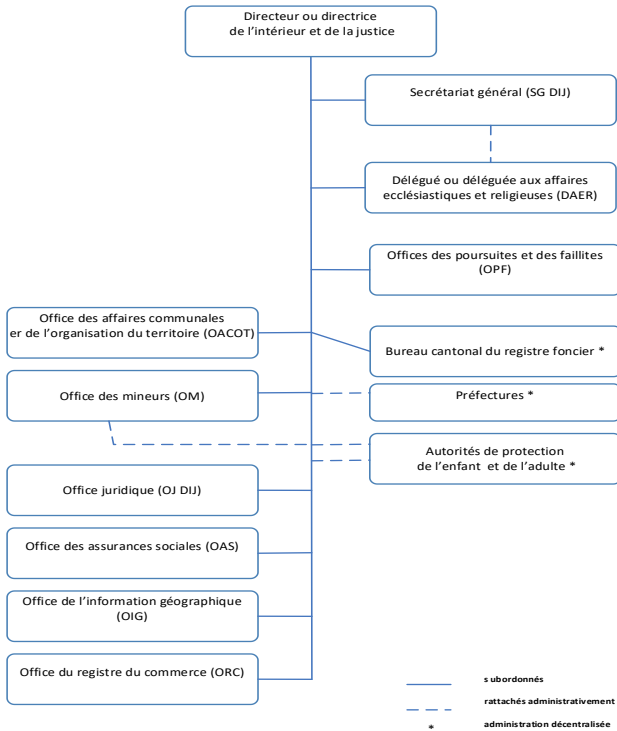 Directeur ou directrice
de l’intérieur et de la justice
Secrétariat général (SG DIJ)
Délégué ou déléguée aux affaires
ecclésiastiques et religieuses (DAER)
Offices des poursuites et des faillites
(OPF)
Office des affaires communales
er de l’organisation du territoire (OACOT)
Bureau cantonal du registre foncier *
Office des mineurs (OM)
Préfectures *
Autorités de protection
de l’enfant et de l’adulte *
Office juridique (OJ DIJ)
Office des assurances sociales (OAS)
Office de l’information géographique
(OIG)
Office du registre du commerce (ORC)
subordonnés
rattachés administrativement
* administration décentralisée